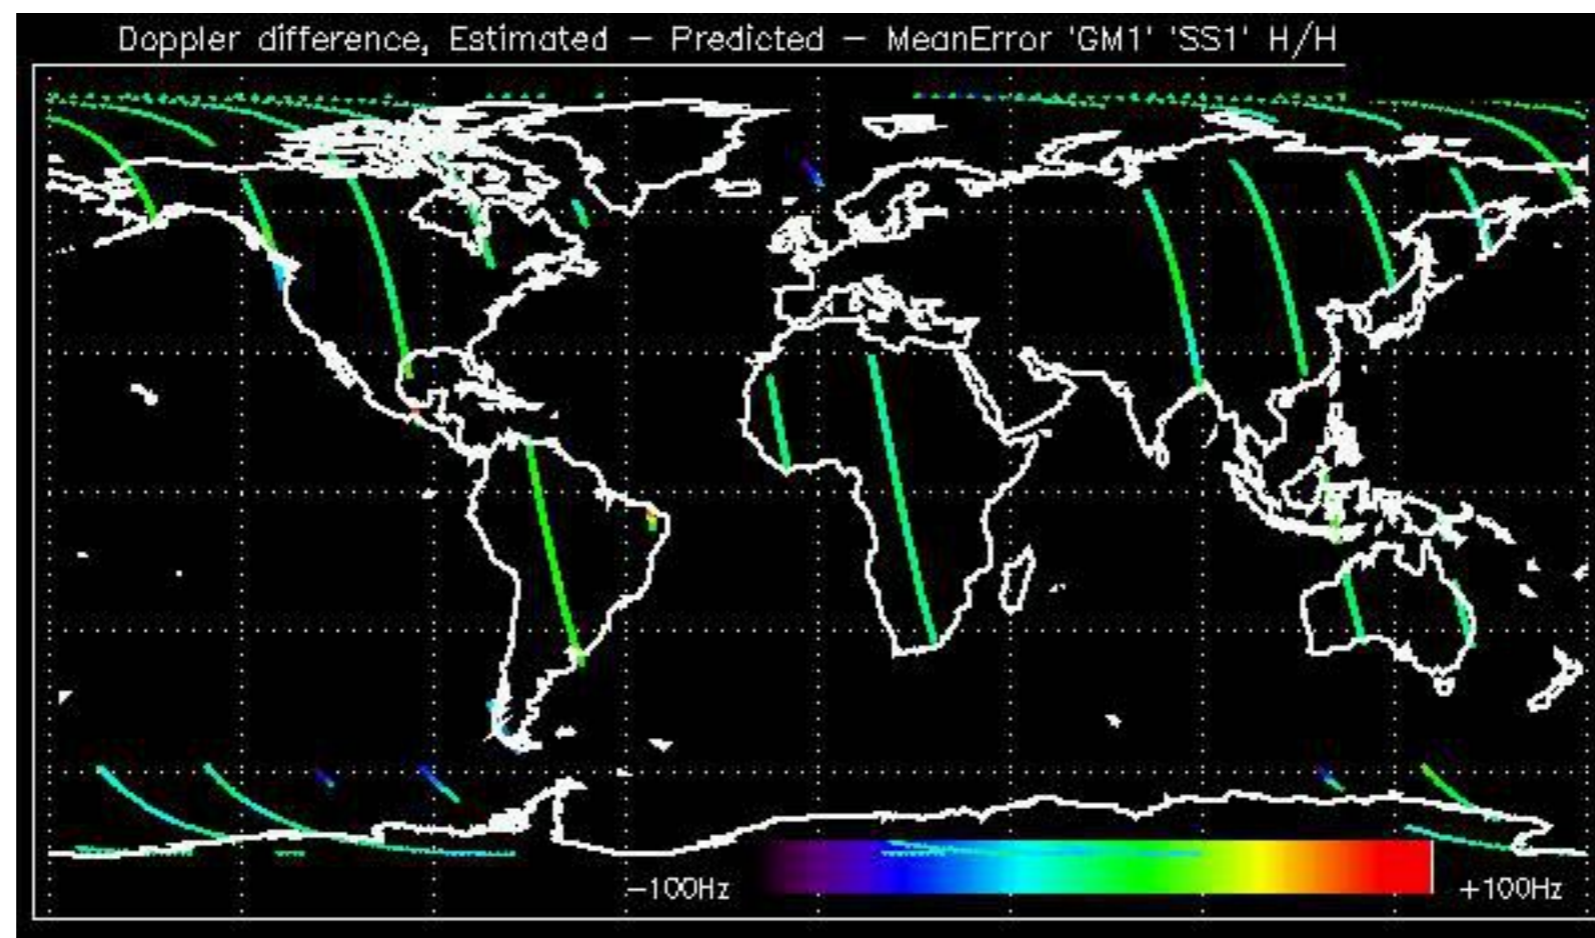 Doppler difference, Estimated − Predicted − MeanError 'GM1' 'SS1' H/H
−100Hz
+100Hz